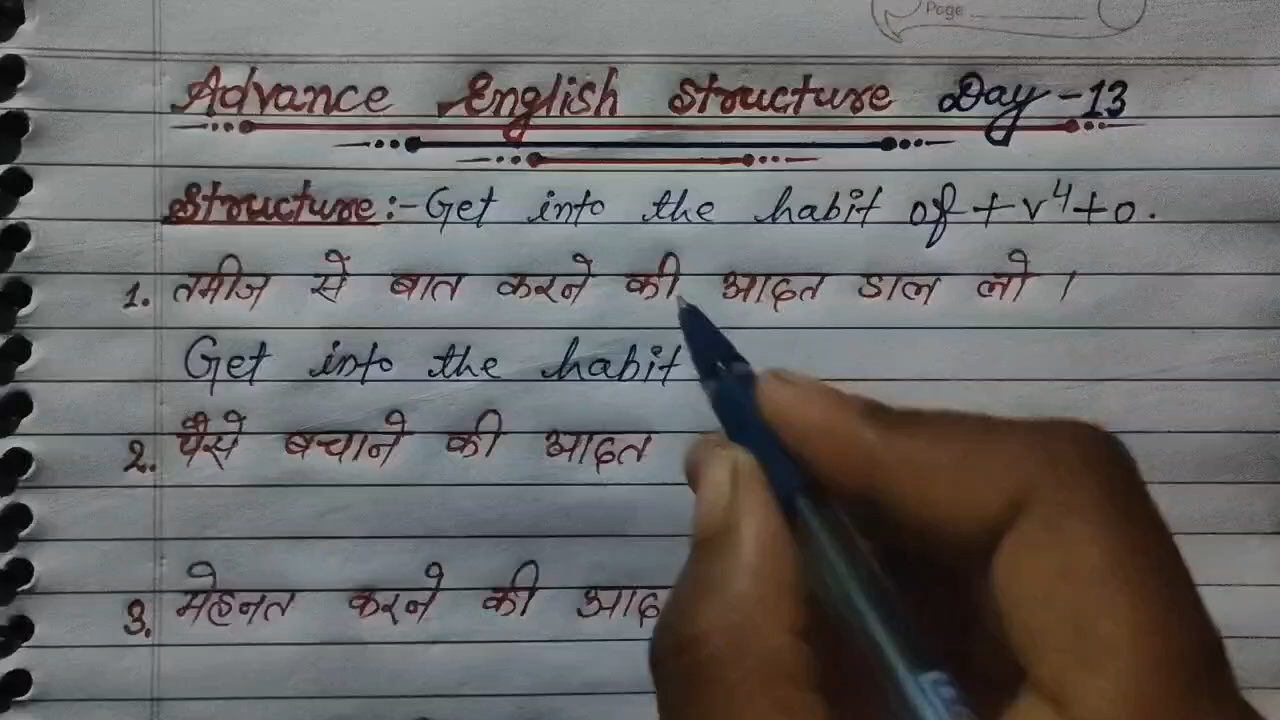 Page
Advance English Structure Day-13
Structure:- Get into the habit of + v⁴ + o.
1. तमीज से बात करने की आदत डाल लो ।
Get into the habit
2. पैसे बचाने की आदत
3. मेहनत करने की आद